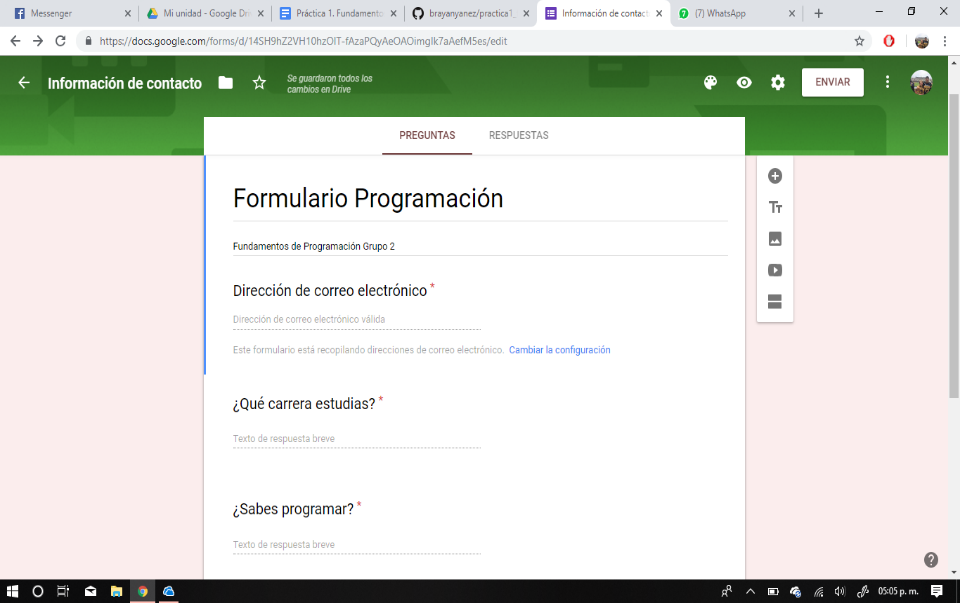 Messenger
Mi unidad - Google Dri
Práctica 1. Fundamento
brayanyanez/practica1_
Información de contact
(7) WhatsApp
https://docs.google.com/forms/d/14SH9hZ2VH10hzOlT-fAzaPQyAeOAOimglk7aAefM5es/edit
Información de contacto
Se guardaron todos los
cambios en Drive
ENVIAR
PREGUNTAS
RESPUESTAS
Formulario Programación
Fundamentos de Programación Grupo 2
Dirección de correo electrónico *
Dirección de correo electrónico válida
Este formulario está recopilando direcciones de correo electrónico. Cambiar la configuración
¿Qué carrera estudias? *
Texto de respuesta breve
¿Sabes programar? *
Texto de respuesta breve
05:05 p. m.